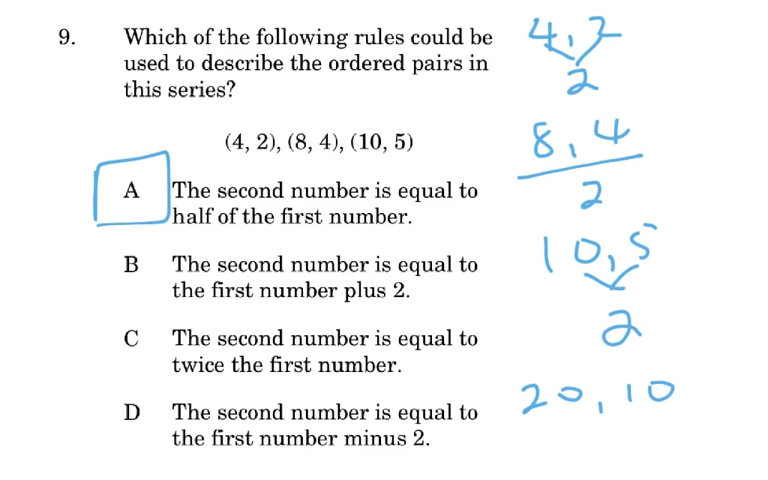 9. Which of the following rules could be
used to describe the ordered pairs in
this series?
(4, 2), (8, 4), (10, 5)
A The second number is equal to
half of the first number.
B The second number is equal to
the first number plus 2.
C The second number is equal to
twice the first number.
D The second number is equal to
the first number minus 2.
4, 2
2
8, 4
2
10, 5
2
20, 10